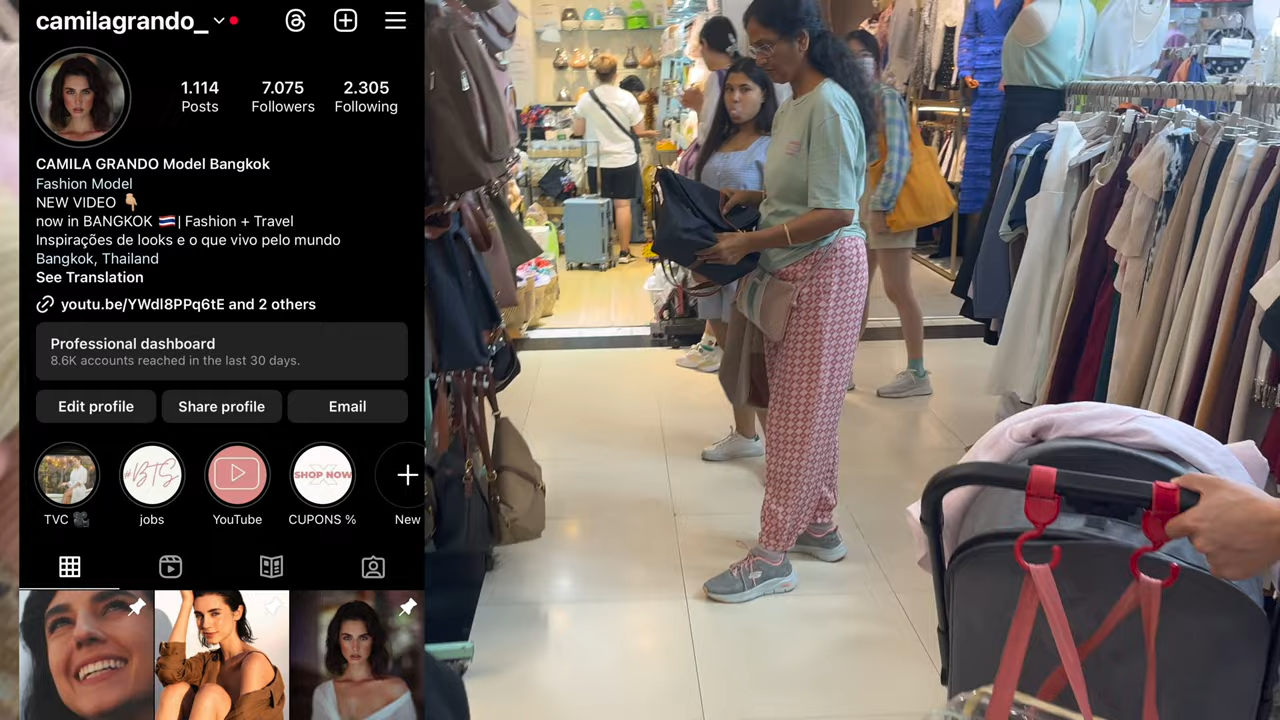 camilagrando_
1.114 7.075 2.305
Posts Followers Following
CAMILA GRANDO Model Bangkok
Fashion Model
NEW VIDEO 👇🏼
now in BANGKOK 🇹🇭| Fashion + Travel
Inspirações de looks e o que vivo pelo mundo
Bangkok, Thailand
See Translation
youtu.be/YWdl8PPq6tE and 2 others
Professional dashboard
8.6K accounts reached in the last 30 days.
Edit profile Share profile Email
#BTS
SHOP NOW
TVC 🎥 jobs YouTube CUPONS % New